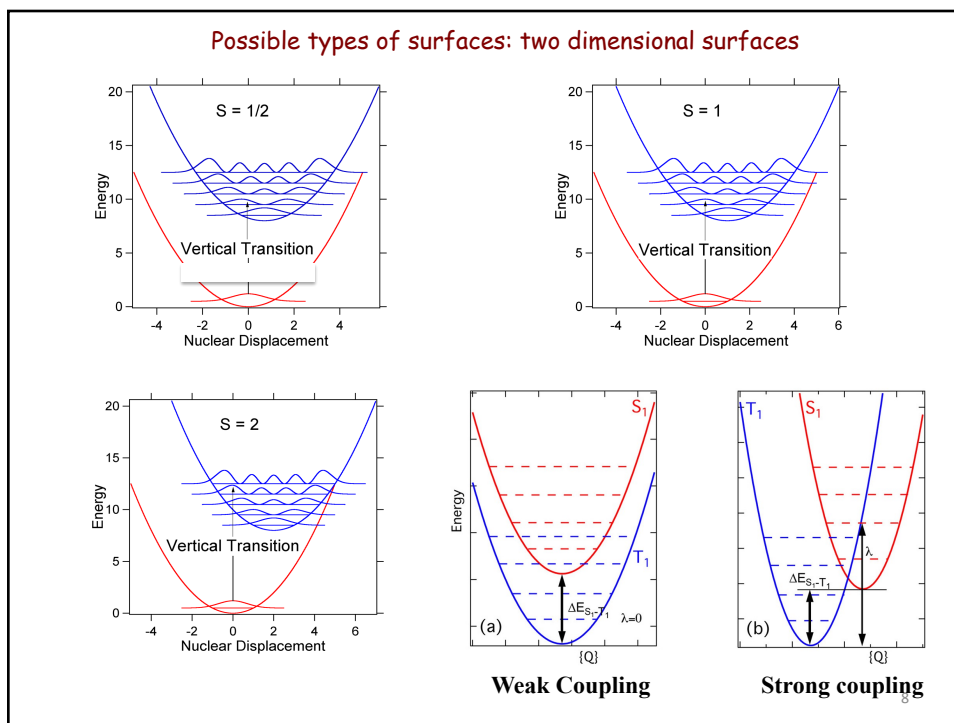 Possible types of surfaces: two dimensional surfaces
20
15
10
5
0
Energy
S = 1/2
Vertical Transition
-4 -2 0 2 4
Nuclear Displacement
20
15
10
5
0
Energy
S = 1
Vertical Transition
-4 -2 0 2 4 6
Nuclear Displacement
20
15
10
5
0
Energy
S = 2
Vertical Transition
-4 -2 0 2 4 6
Nuclear Displacement
Energy
S₁
T₁
ΔE_S₁-T₁
λ=0
(a)
{Q}
Weak Coupling
T₁
S₁
λ
ΔE_S₁-T₁
(b)
{Q}
Strong coupling
8